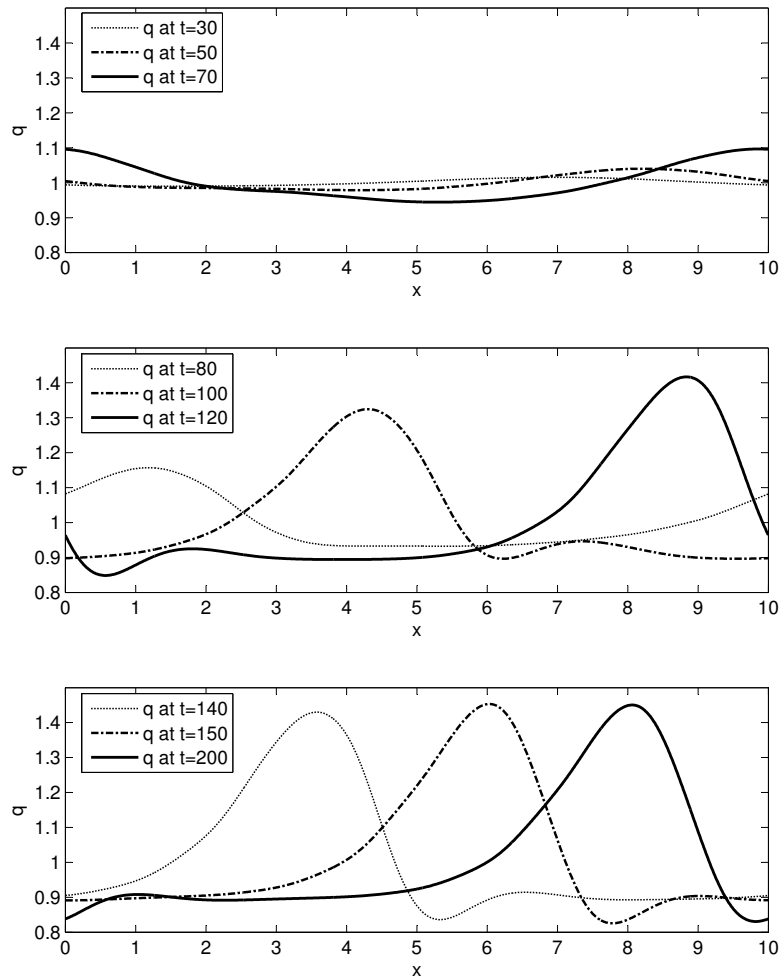 1.4
1.3
1.2
1.1
1
0.9
0.8
q
q at t=30
q at t=50
q at t=70
0 1 2 3 4 5 6 7 8 9 10
x
1.4
1.3
1.2
1.1
1
0.9
0.8
q
q at t=80
q at t=100
q at t=120
0 1 2 3 4 5 6 7 8 9 10
x
1.4
1.3
1.2
1.1
1
0.9
0.8
q
q at t=140
q at t=150
q at t=200
0 1 2 3 4 5 6 7 8 9 10
x